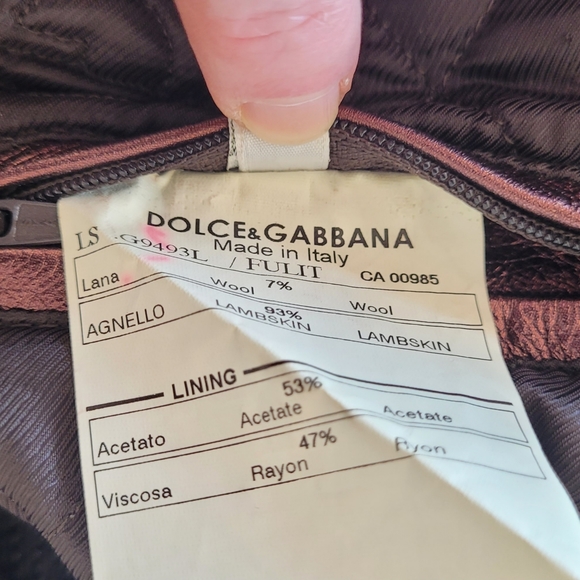 DOLCE&GABBANA
Made in Italy
LS G9493L / FULIT CA 00985
Lana Wool 7% Wool
AGNELLO 93% LAMBSKIN LAMBSKIN
LINING
53%
Acetato Acetate Acetate
47%
Viscosa Rayon Ryon